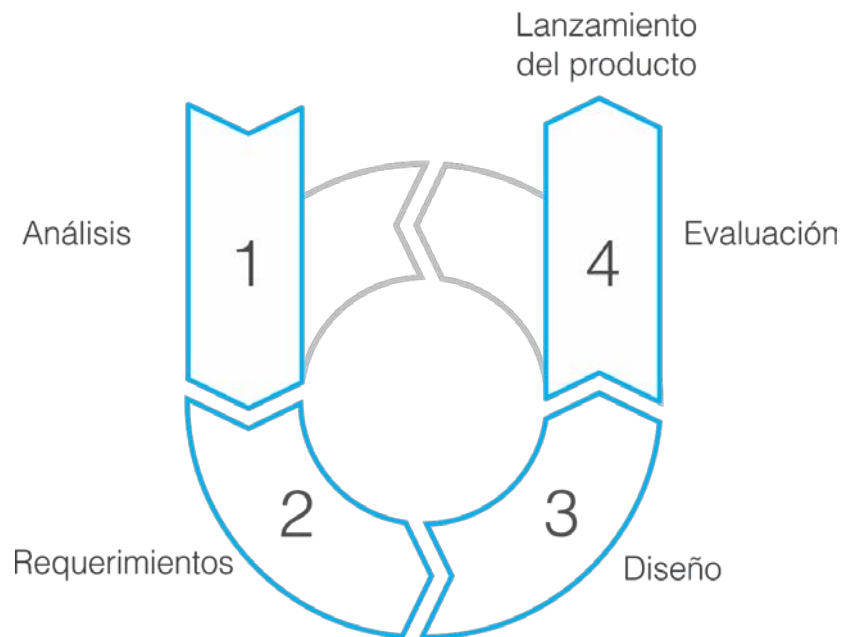 Lanzamiento
del producto
Análisis
1
4
Evaluación
2
3
Requerimientos
Diseño